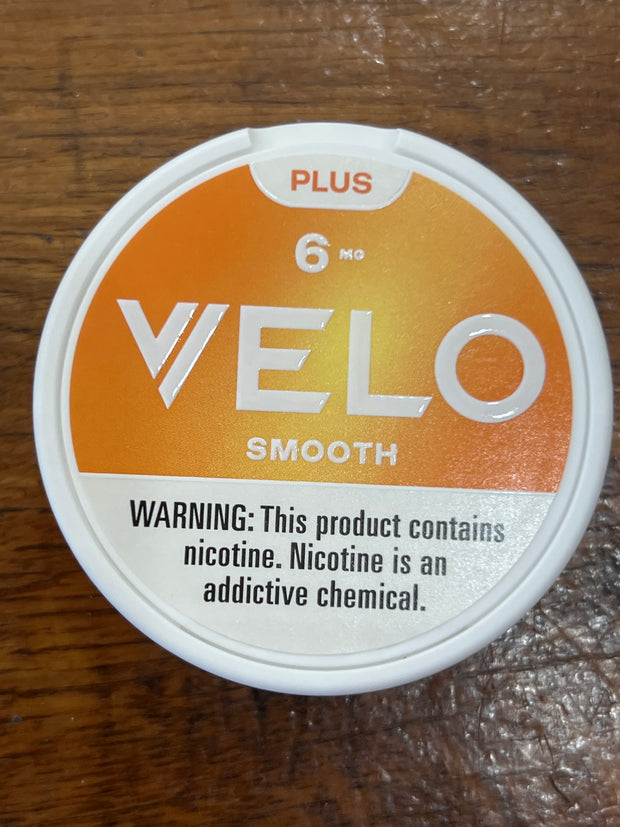 PLUS
6 MG
VELO
SMOOTH
WARNING: This product contains
nicotine. Nicotine is an
addictive chemical.